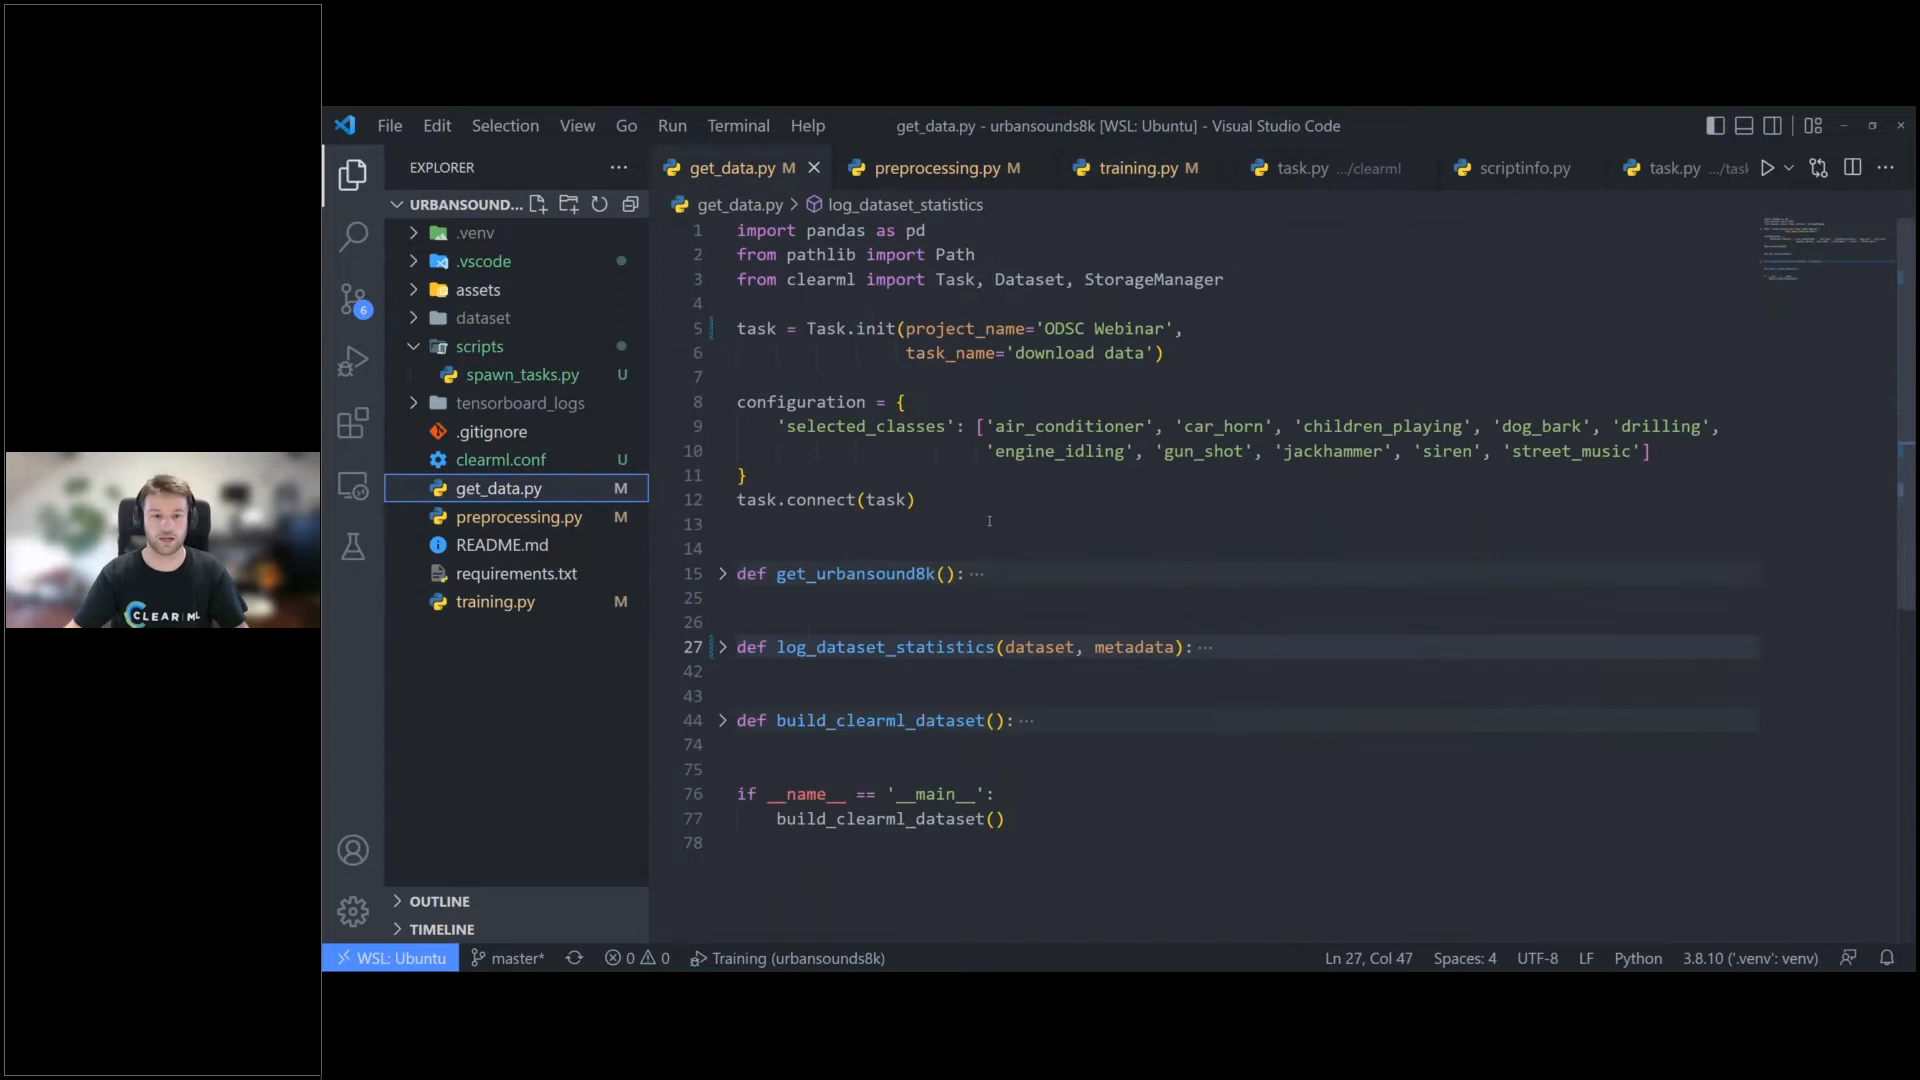 File Edit Selection View Go Run Terminal Help get_data.py - urbansounds8k [WSL: Ubuntu] - Visual Studio Code
EXPLORER
get_data.py M
preprocessing.py M
training.py M
task.py .../clearml
scriptinfo.py
task.py .../task
URBANSOUND...
get_data.py > log_dataset_statistics
.venv
.vscode
assets
dataset
scripts
spawn_tasks.py U
tensorboard_logs
.gitignore
clearml.conf U
get_data.py M
preprocessing.py M
README.md
requirements.txt
training.py M
OUTLINE
TIMELINE
6
1 import pandas as pd
2 from pathlib import Path
3 from clearml import Task, Dataset, StorageManager
4
5 task = Task.init(project_name='ODSC Webinar',
6 task_name='download data')
7
8 configuration = {
9 'selected_classes': ['air_conditioner', 'car_horn', 'children_playing', 'dog_bark', 'drilling',
10 'engine_idling', 'gun_shot', 'jackhammer', 'siren', 'street_music']
11 }
12 task.connect(task)
13
14
15 def get_urbansound8k(): ...
25
26
27 def log_dataset_statistics(dataset, metadata): ...
42
43
44 def build_clearml_dataset(): ...
74
75
76 if __name__ == '__main__':
77 build_clearml_dataset()
78
CLEAR|ML
WSL: Ubuntu master* 0 0 Training (urbansounds8k) Ln 27, Col 47 Spaces: 4 UTF-8 LF Python 3.8.10 ('.venv': venv)